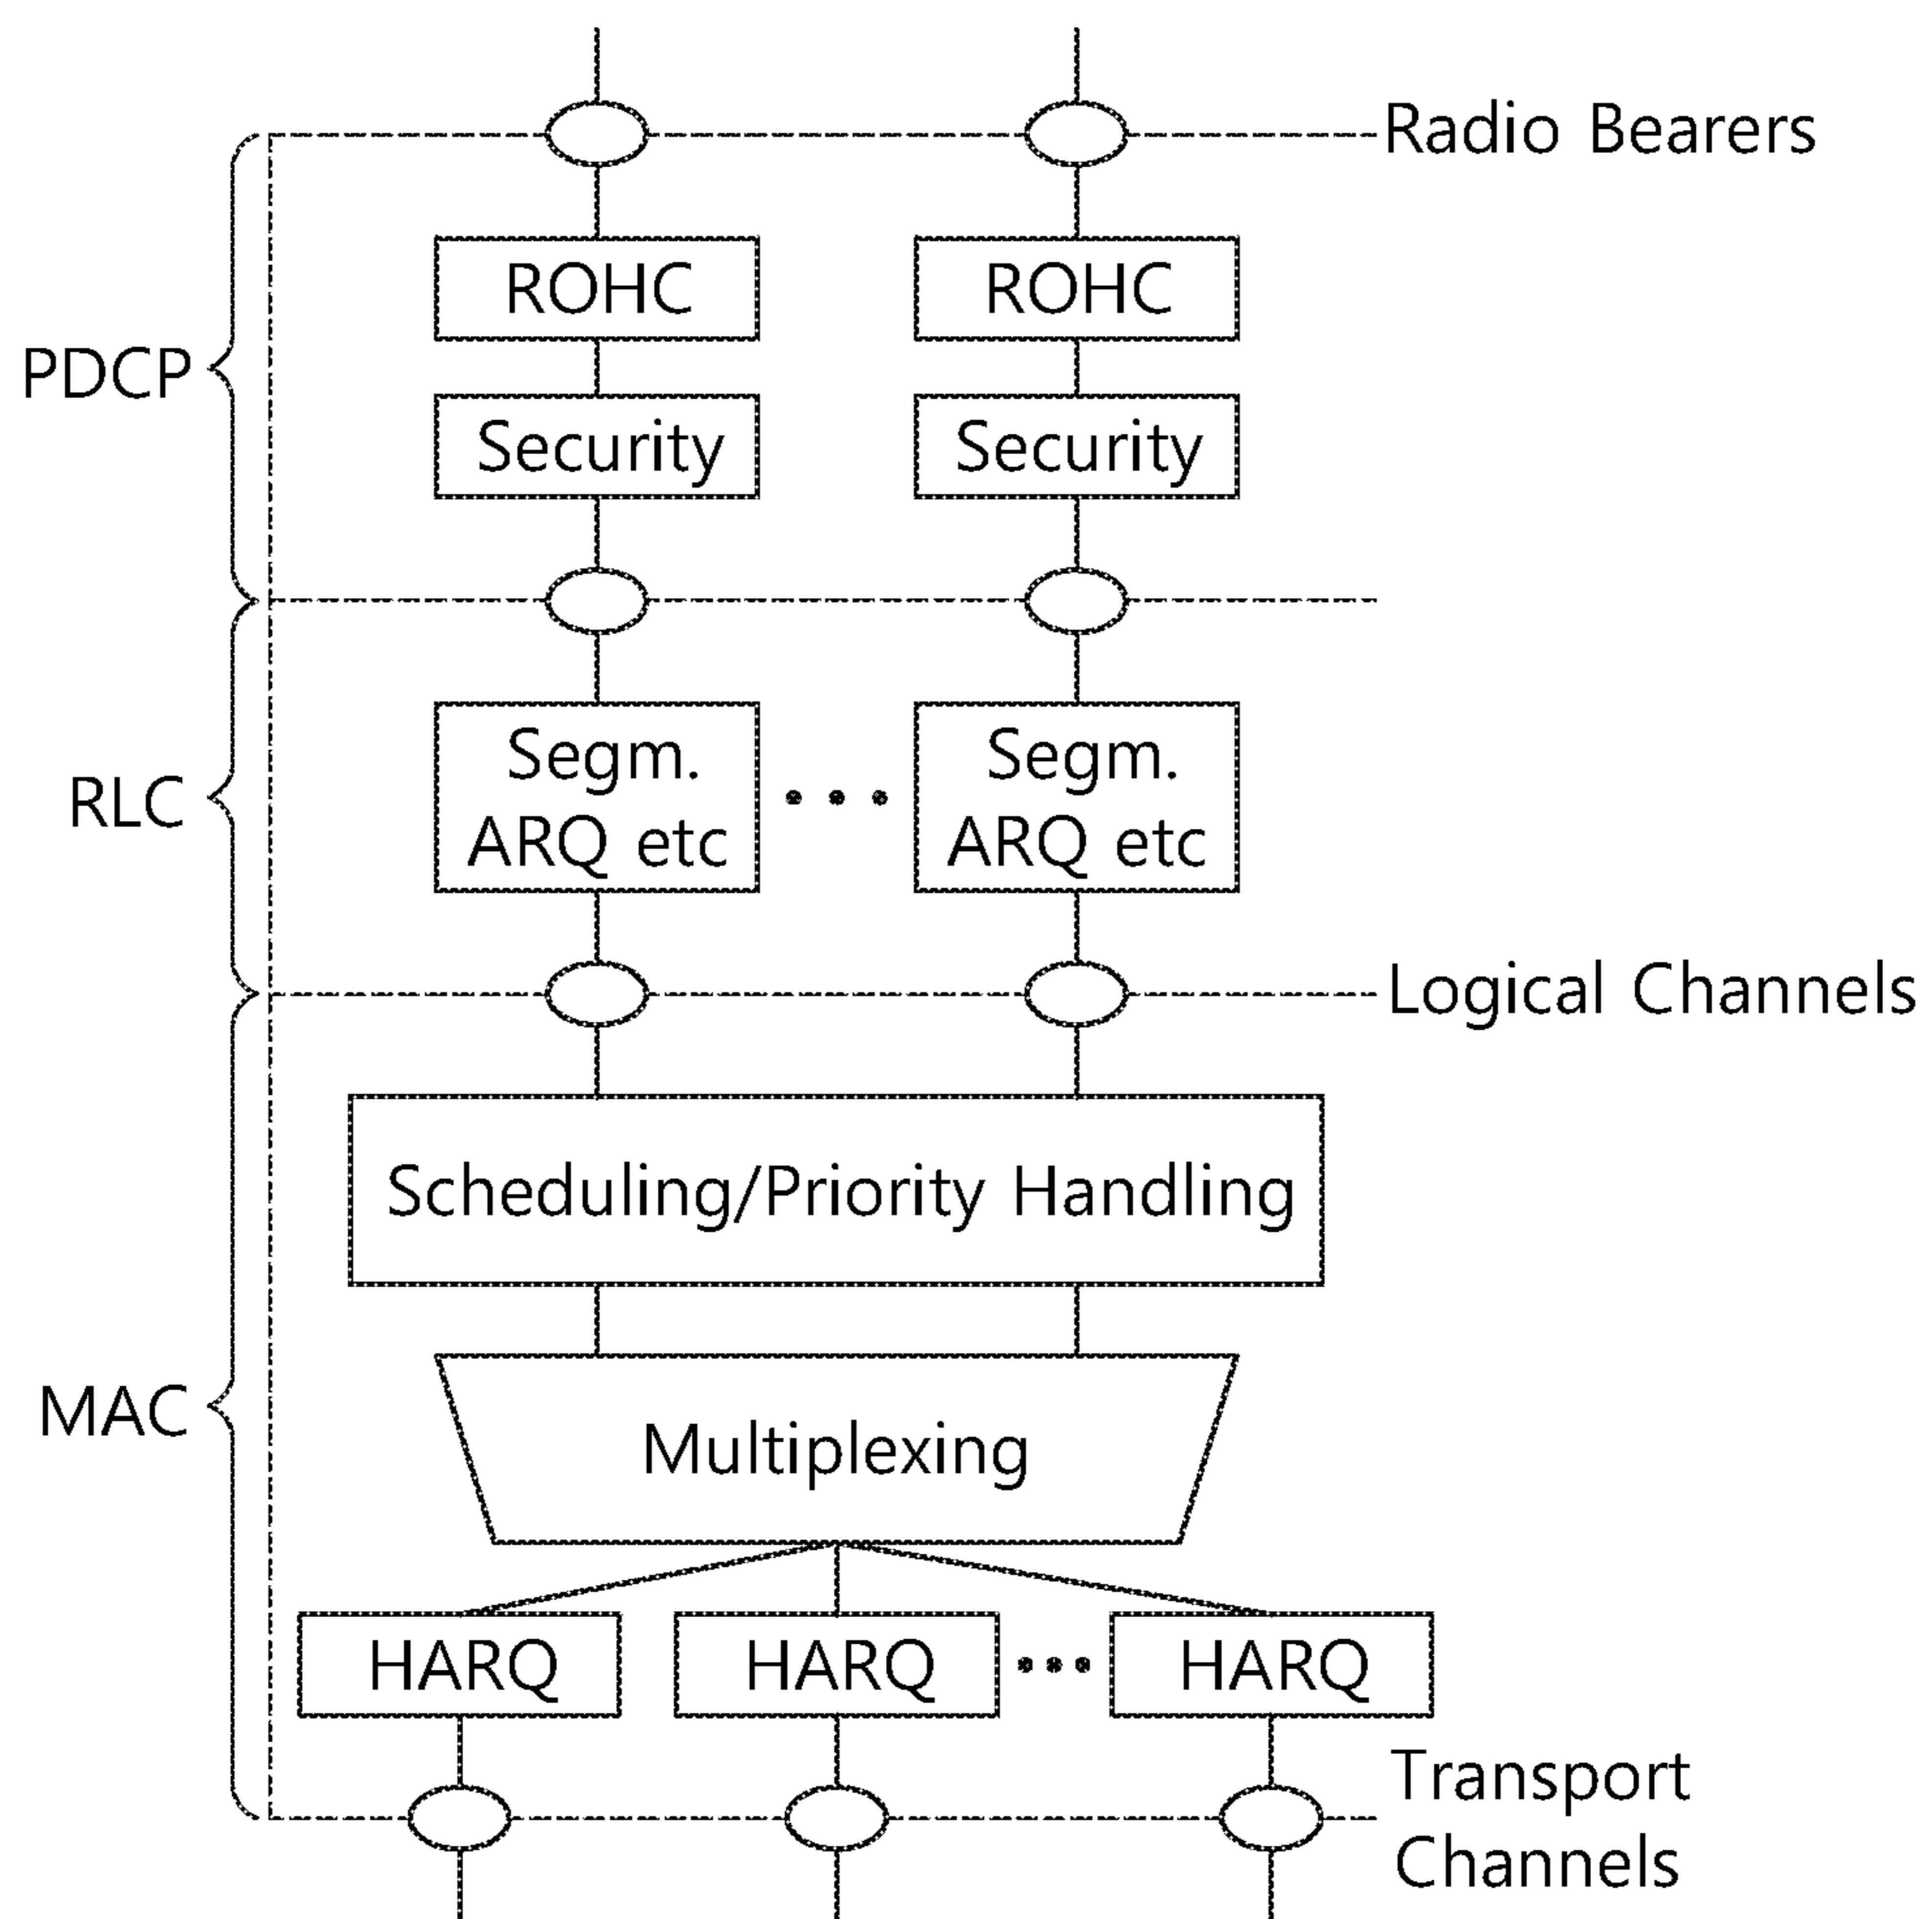 Radio Bearers
ROHC
ROHC
PDCP
Security
Security
Segm.
ARQ etc
Segm.
ARQ etc
RLC
Logical Channels
Scheduling/Priority Handling
MAC
Multiplexing
HARQ
HARQ
HARQ
Transport
Channels